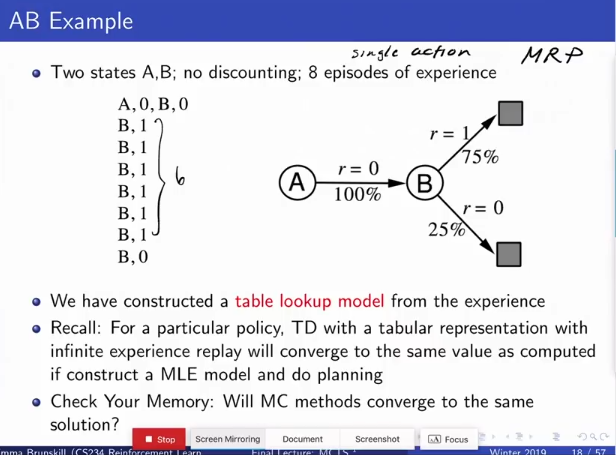 AB Example
single action
MRP
Two states A,B; no discounting; 8 episodes of experience
A, 0, B, 0
B, 1
B, 1
B, 1
B, 1
B, 1
B, 1
B, 0
6
A
r = 0
100%
B
r = 1
75%
r = 0
25%
We have constructed a table lookup model from the experience
Recall: For a particular policy, TD with a tabular representation with
infinite experience replay will converge to the same value as computed
if construct a MLE model and do planning
Check Your Memory: Will MC methods converge to the same
solution?
Stop
Screen Mirroring
Document
Screenshot
Focus
mma Brunskill (CS234 Reinforcement Learn
Final Lecture: MCTS
Winter 2019
18 / 57